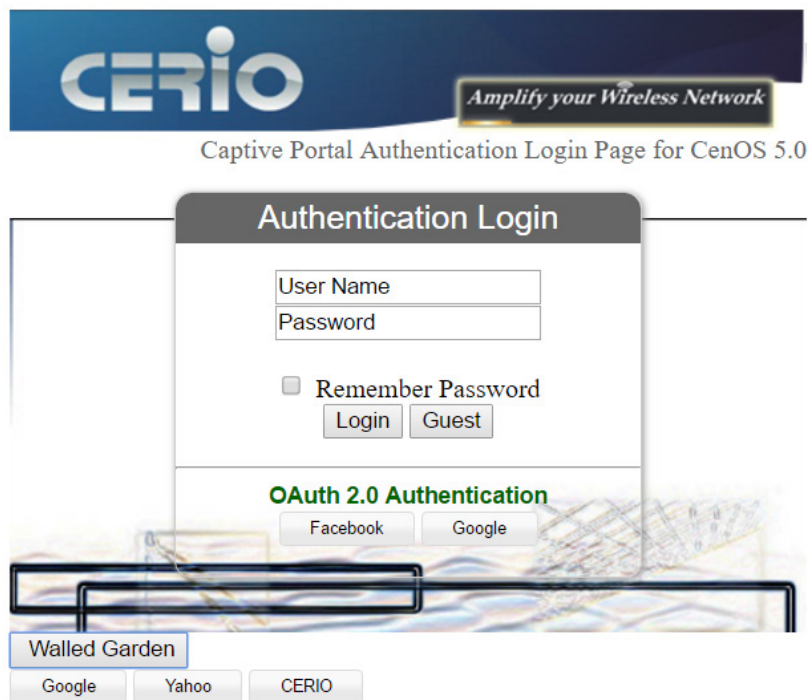 CERIO
Amplify your Wireless Network
Captive Portal Authentication Login Page for CenOS 5.0
Authentication Login
User Name
Password
Remember Password
Login Guest
OAuth 2.0 Authentication
Facebook Google
Walled Garden
Google Yahoo CERIO